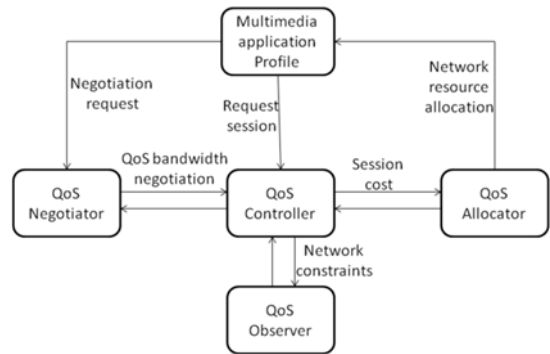 Multimedia
application
Profile
Negotiation
request
Request
session
Network
resource
allocation
QoS bandwidth
negotiation
Session
cost
QoS
Negotiator
QoS
Controller
QoS
Allocator
Network
constraints
QoS
Observer